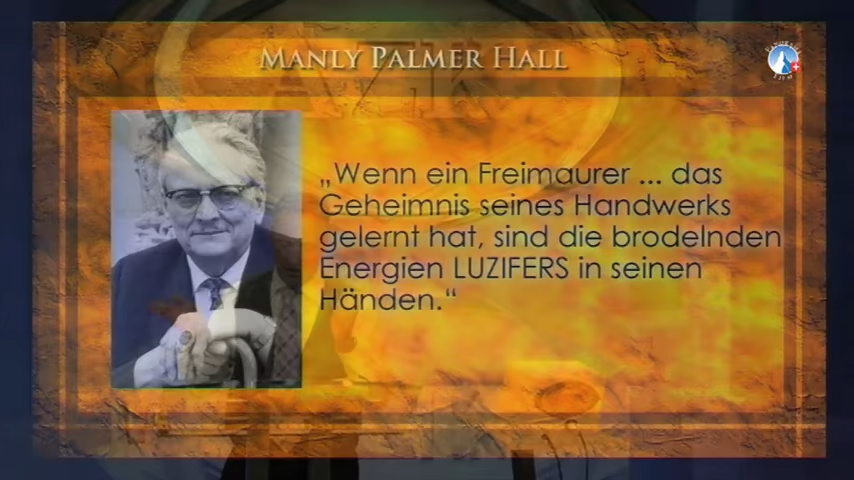 MANLY PALMER HALL
„Wenn ein Freimaurer ... das
Geheimnis seines Handwerks
gelernt hat, sind die brodelnden
Energien LUZIFERS in seinen
Händen.“